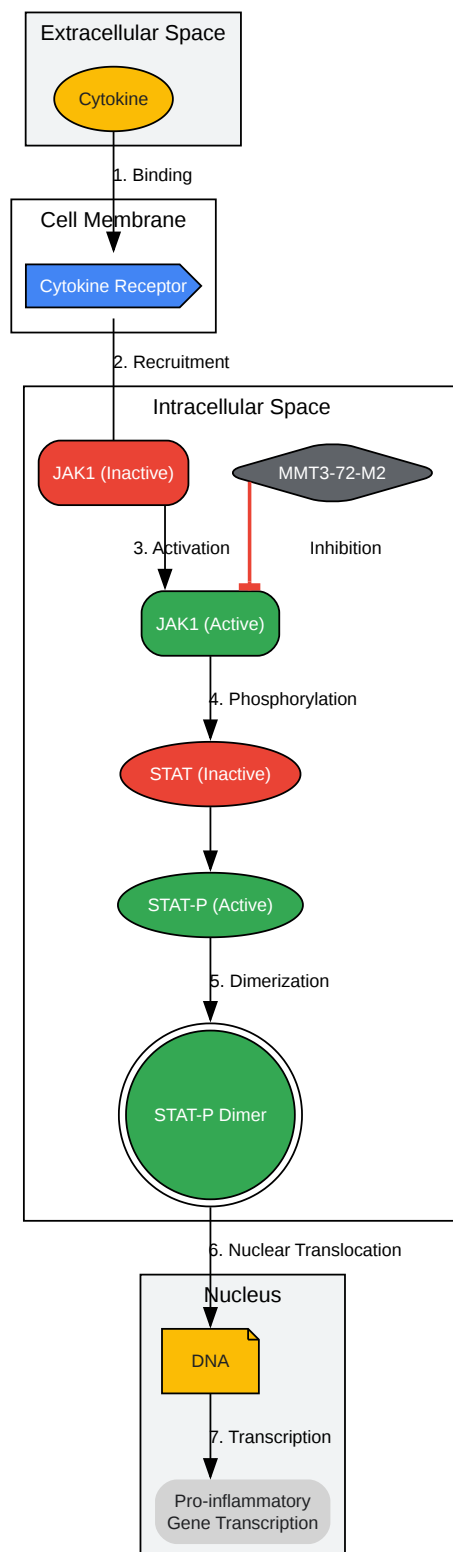 Extracellular Space
Cytokine
1. Binding
Cell Membrane
Cytokine Receptor
2. Recruitment
Intracellular Space
JAK1 (Inactive)
MMT3-72-M2
3. Activation
Inhibition
JAK1 (Active)
4. Phosphorylation
STAT (Inactive)
STAT-P (Active)
5. Dimerization
STAT-P Dimer
6. Nuclear Translocation
Nucleus
DNA
7. Transcription
Pro-inflammatory
Gene Transcription